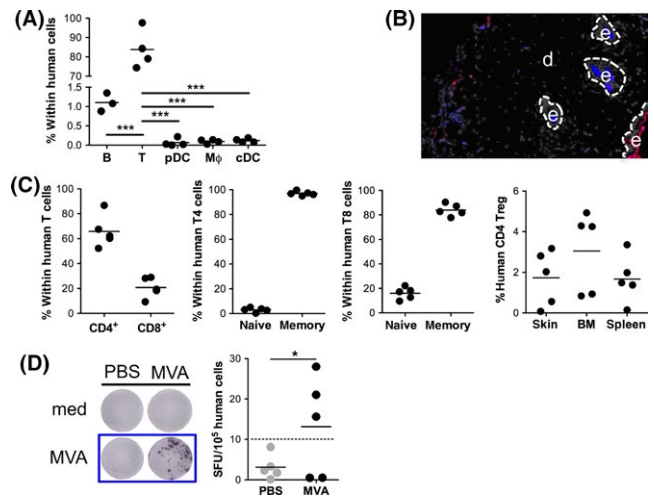 (A)
% Within human cells
100
90
80
70
60
1.5
1.0
0.5
0.0
***
***
***
***
B T pDC Mϕ cDC
(B)
d
e
e
e
e
(C)
% Within human T cells
100
80
60
40
20
0
CD4⁺ CD8⁺
% Within human T4 cells
100
80
60
40
20
0
Naive Memory
% Within human T8 cells
100
80
60
40
20
0
Naive Memory
% Human CD4 Treg
6
4
2
0
Skin BM Spleen
(D)
PBS MVA
med
MVA
SFU/10⁵ human cells
30
20
10
0
*
PBS MVA